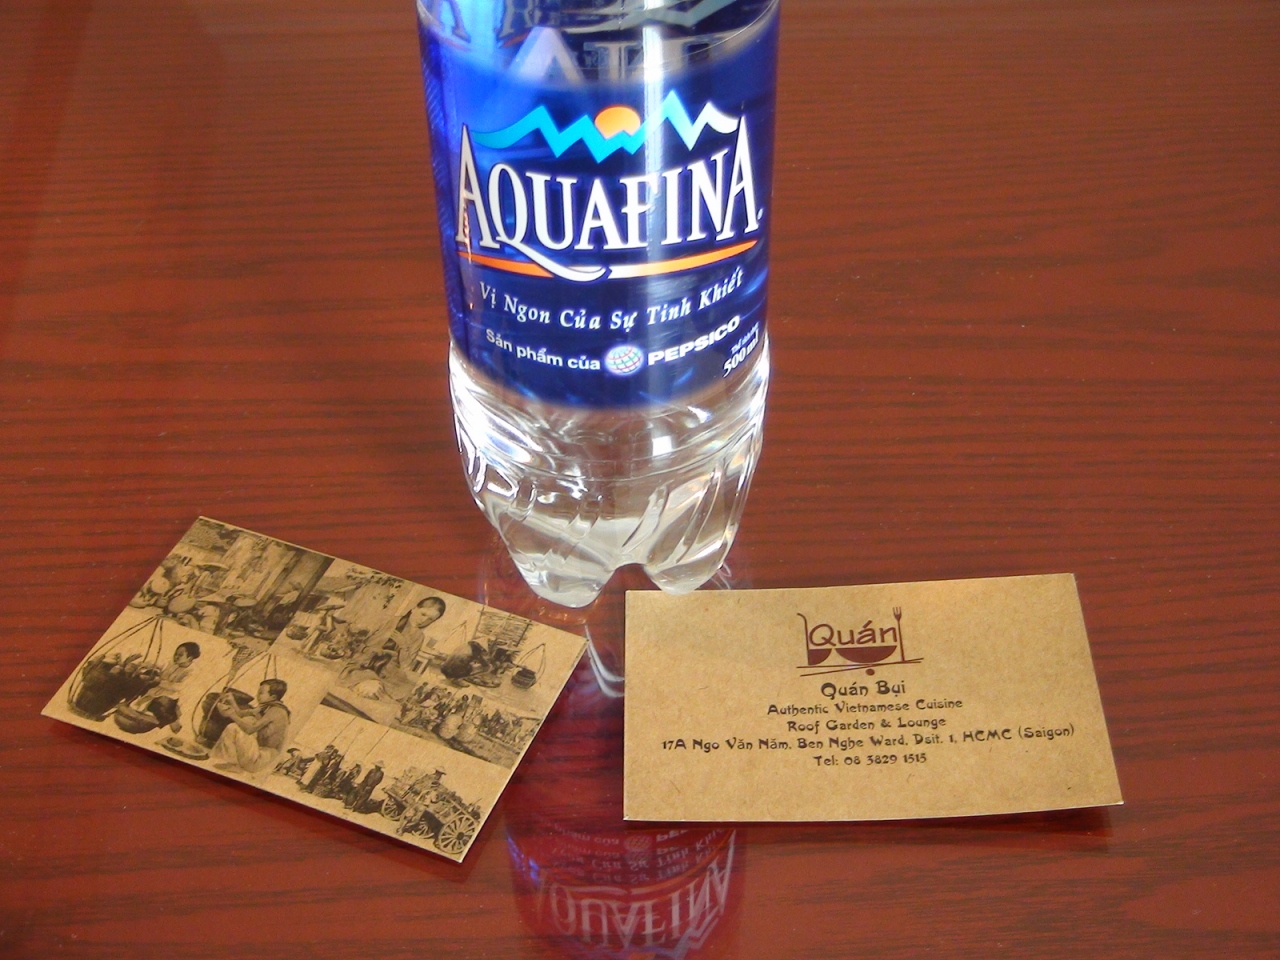 AQUAFINA
Vị Ngon Của Sự Tinh Khiết
Sản phẩm của PEPSICO
500 ml
Quán
Quán Bụi
Authentic Vietnamese Cuisine
Roof Garden & Lounge
17A Ngo Văn Năm, Ben Nghe Ward, Dsit. 1, HCMC (Saigon)
Tel: 08 3829 1515